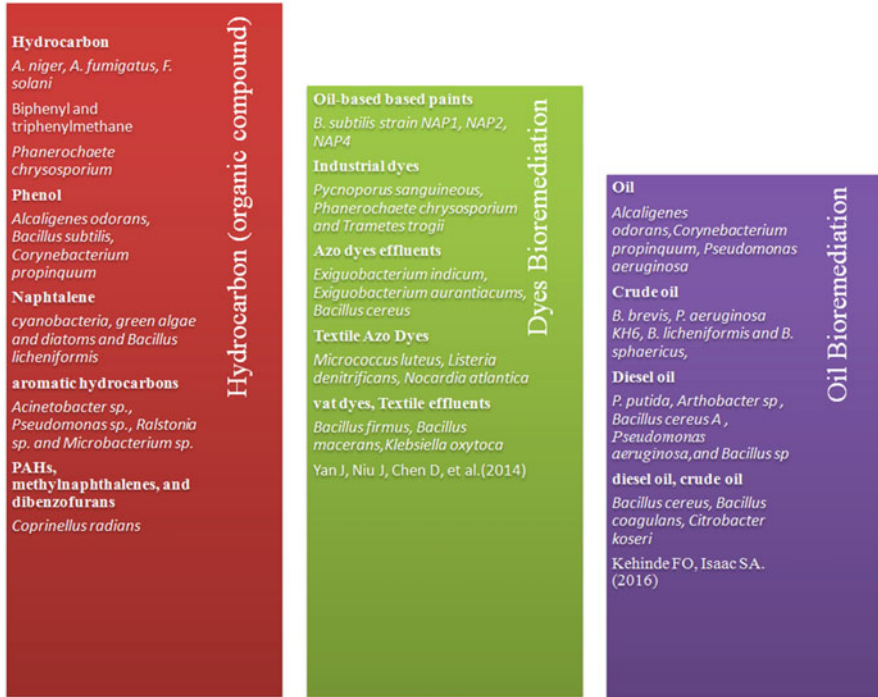 Hydrocarbon (organic compound)
Hydrocarbon
A. niger, A. fumigatus, F.
solani
Biphenyl and
triphenylmethane
Phanerochaete
chrysosporium
Phenol
Alcaligenes odorans,
Bacillus subtilis,
Corynebacterium
propinquum
Naphtalene
cyanobacteria, green algae
and diatoms and Bacillus
licheniformis
aromatic hydrocarbons
Acinetobacter sp.,
Pseudomonas sp., Ralstonia
sp. and Microbacterium sp.
PAHs,
methylnaphthalenes, and
dibenzofurans
Coprinellus radians
Dyes Bioremediation
Oil-based based paints
B. subtilis strain NAP1, NAP2,
NAP4
Industrial dyes
Pycnoporus sanguineous,
Phanerochaete chrysosporium
and Trametes trogii
Azo dyes effluents
Exiguobacterium indicum,
Exiguobacterium aurantiacums,
Bacillus cereus
Textile Azo Dyes
Micrococcus luteus, Listeria
denitrificans, Nocardia atlantica
vat dyes, Textile effluents
Bacillus firmus, Bacillus
macerans,Klebsiella oxytoca
Yan J, Niu J, Chen D, et al.(2014)
Oil Bioremediation
Oil
Alcaligenes
odorans,Corynebacterium
propinquum, Pseudomonas
aeruginosa
Crude oil
B. brevis, P. aeruginosa
KH6, B. licheniformis and B.
sphaericus,
Diesel oil
P. putida, Arthobacter sp ,
Bacillus cereus A ,
Pseudomonas
aeruginosa,and Bacillus sp
diesel oil, crude oil
Bacillus cereus, Bacillus
coagulans, Citrobacter
koseri
Kehinde FO, Isaac SA.
(2016)